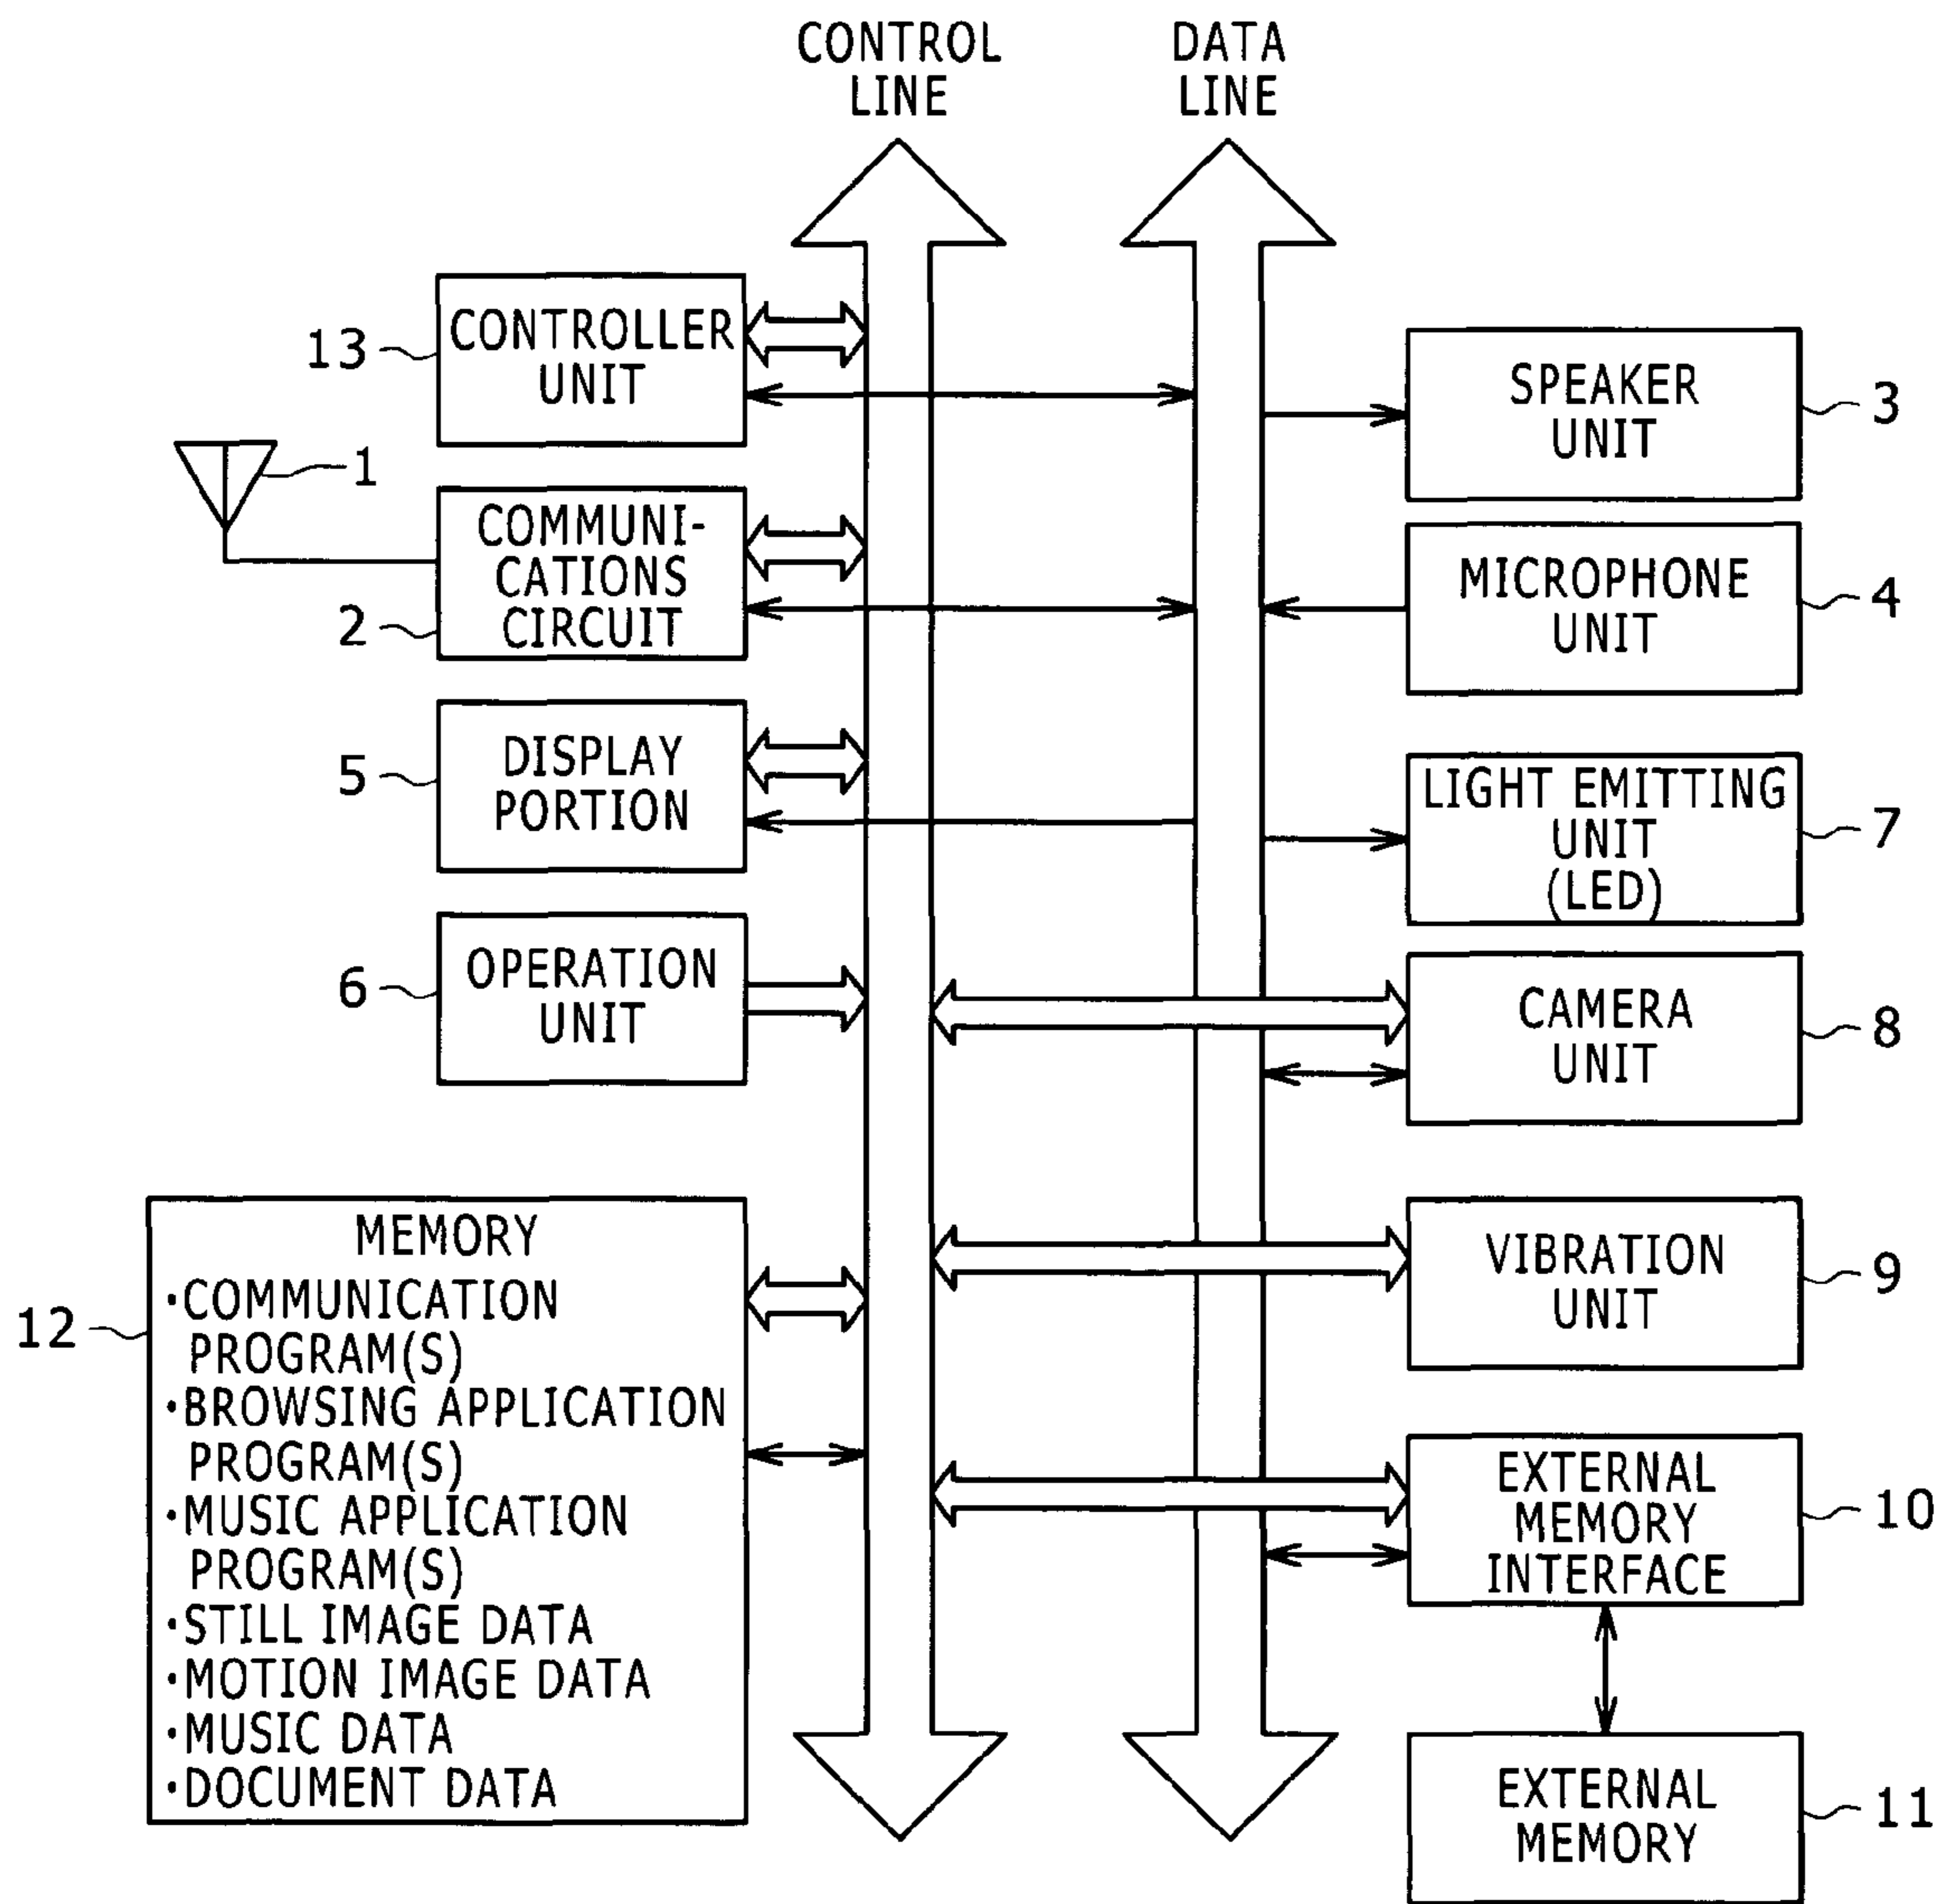 CONTROL
LINE
DATA
LINE
13
CONTROLLER
UNIT
1
COMMUNI-
CATIONS
CIRCUIT
2
5
DISPLAY
PORTION
6
OPERATION
UNIT
12
MEMORY
·COMMUNICATION
PROGRAM(S)
·BROWSING APPLICATION
PROGRAM(S)
·MUSIC APPLICATION
PROGRAM(S)
·STILL IMAGE DATA
·MOTION IMAGE DATA
·MUSIC DATA
·DOCUMENT DATA
SPEAKER
UNIT
3
MICROPHONE
UNIT
4
LIGHT EMITTING
UNIT
(LED)
7
CAMERA
UNIT
8
VIBRATION
UNIT
9
EXTERNAL
MEMORY
INTERFACE
10
EXTERNAL
MEMORY
11